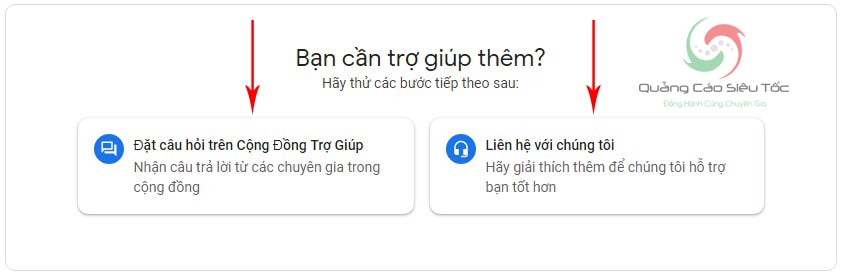 Bạn cần trợ giúp thêm?
Hãy thử các bước tiếp theo sau:
Quảng Cáo Siêu Tốc
Đồng Hành Cùng Chuyên Gia
Đặt câu hỏi trên Cộng Đồng Trợ Giúp
Nhận câu trả lời từ các chuyên gia trong
cộng đồng
Liên hệ với chúng tôi
Hãy giải thích thêm để chúng tôi hỗ trợ
bạn tốt hơn